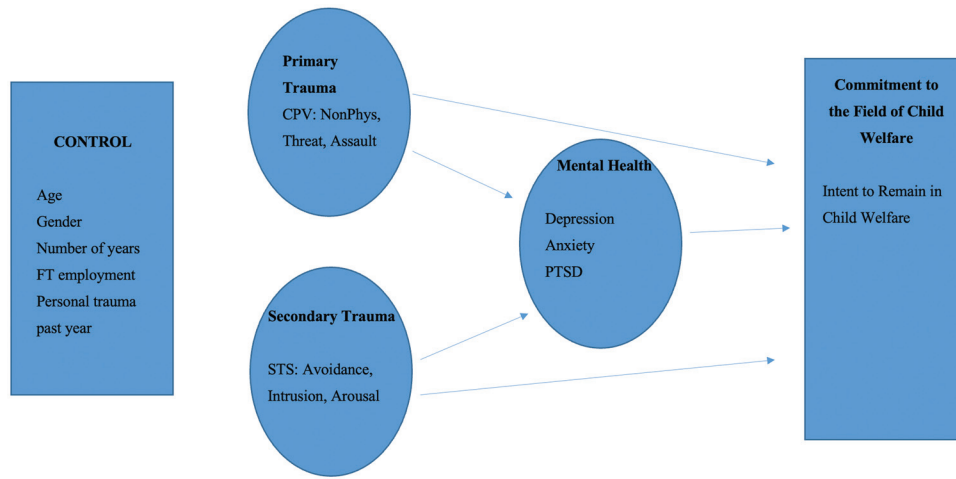 CONTROL
Age
Gender
Number of years
FT employment
Personal trauma
past year
Primary
Trauma
CPV: NonPhys,
Threat, Assault
Secondary Trauma
STS: Avoidance,
Intrusion, Arousal
Mental Health
Depression
Anxiety
PTSD
Commitment to
the Field of Child
Welfare
Intent to Remain in
Child Welfare